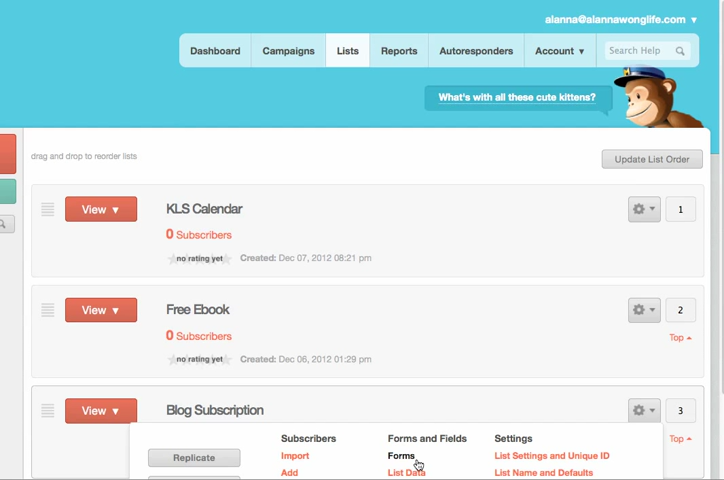 alanna@alannawonglife.com ▼
Dashboard Campaigns Lists Reports Autoresponders Account ▼ Search Help
What's with all these cute kittens?
drag and drop to reorder lists
Update List Order
View ▼ KLS Calendar 1
0 Subscribers
no rating yet Created: Dec 07, 2012 08:21 pm
View ▼ Free Ebook 2
0 Subscribers Top
no rating yet Created: Dec 06, 2012 01:29 pm
View ▼ Blog Subscription 3
Subscribers Forms and Fields Settings Top
Replicate Import Forms List Settings and Unique ID
Add List Data List Name and Defaults